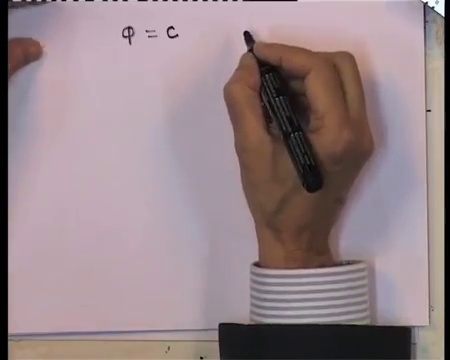 φ = c